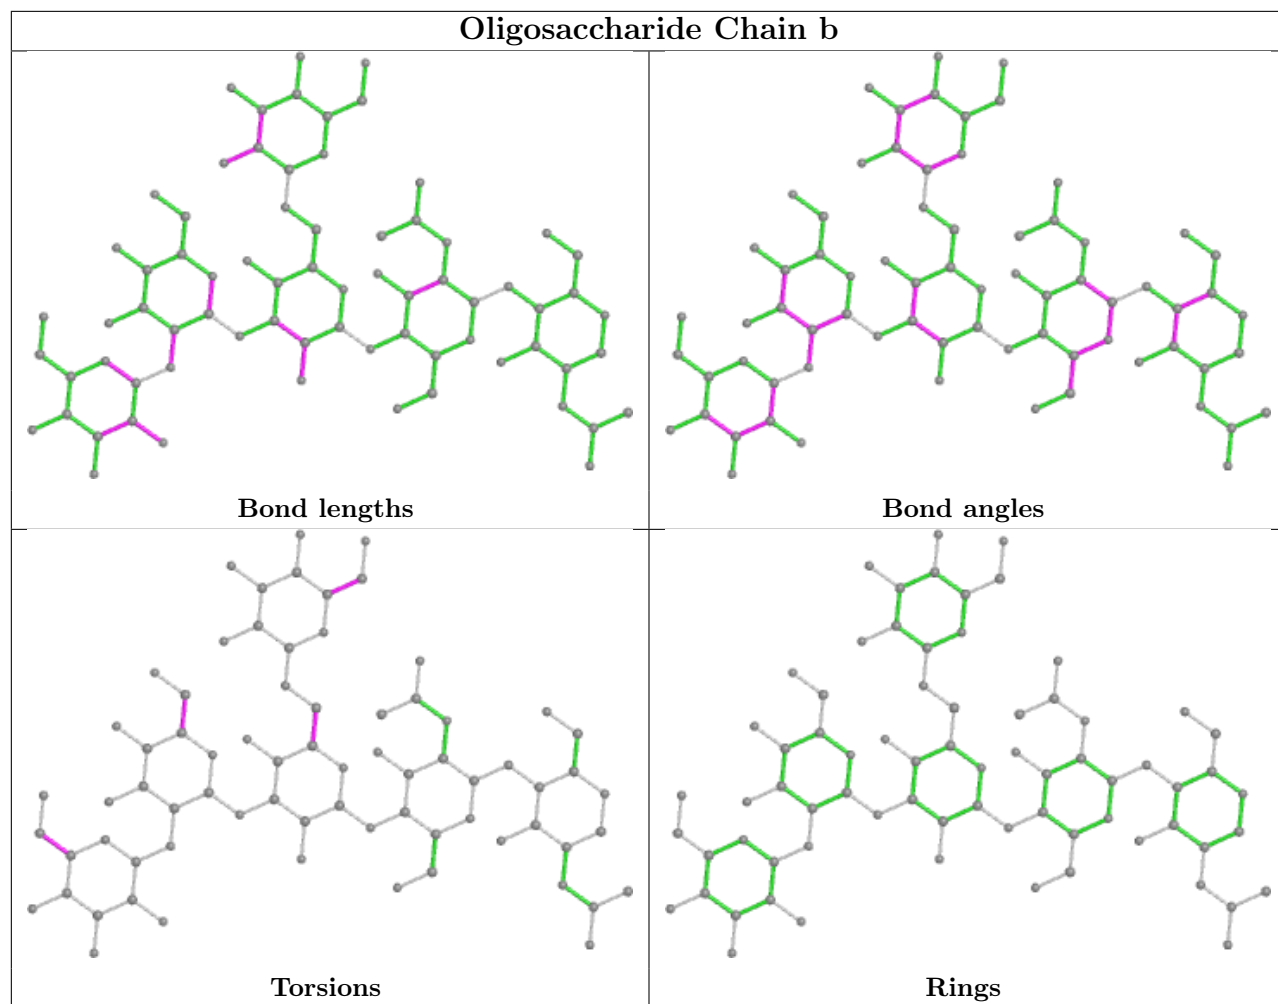 Oligosaccharide Chain b
Bond lengths
Bond angles
Torsions
Rings